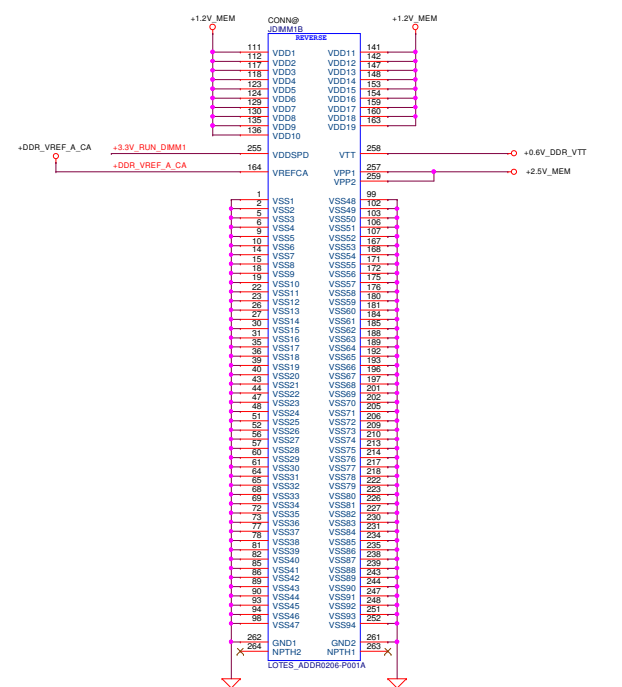 +1.2V_MEM CONN@ +1.2V_MEM
JDIMM1B
REVERSE
111 VDD1 VDD11 141
112 VDD2 VDD12 142
117 VDD3 VDD13 147
118 VDD4 VDD14 148
123 VDD5 VDD15 153
124 VDD6 VDD16 154
129 VDD7 VDD17 159
130 VDD8 VDD18 160
135 VDD9 VDD19 163
136 VDD10
+DDR_VREF_A_CA +3.3V_RUN_DIMM1 255 VDDSPD VTT 258 +0.6V_DDR_VTT
+DDR_VREF_A_CA 164 VREFCA VPP1 257 +2.5V_MEM
VPP2 259
1 VSS1 VSS48 99
2 VSS2 VSS49 102
5 VSS3 VSS50 103
6 VSS4 VSS51 106
9 VSS5 VSS52 107
10 VSS6 VSS53 167
14 VSS7 VSS54 168
15 VSS8 VSS55 171
18 VSS9 VSS56 172
19 VSS10 VSS57 175
22 VSS11 VSS58 176
23 VSS12 VSS59 180
26 VSS13 VSS60 181
27 VSS14 VSS61 184
30 VSS15 VSS62 185
31 VSS16 VSS63 188
35 VSS17 VSS64 189
36 VSS18 VSS65 192
39 VSS19 VSS66 193
40 VSS20 VSS67 196
43 VSS21 VSS68 197
44 VSS22 VSS69 201
47 VSS23 VSS70 202
48 VSS24 VSS71 205
51 VSS25 VSS72 206
52 VSS26 VSS73 209
56 VSS27 VSS74 210
57 VSS28 VSS75 213
60 VSS29 VSS76 214
61 VSS30 VSS77 217
64 VSS31 VSS78 218
65 VSS32 VSS79 222
68 VSS33 VSS80 223
69 VSS34 VSS81 226
72 VSS35 VSS82 227
73 VSS36 VSS83 230
77 VSS37 VSS84 231
78 VSS38 VSS85 234
81 VSS39 VSS86 235
82 VSS40 VSS87 238
85 VSS41 VSS88 239
86 VSS42 VSS89 243
89 VSS43 VSS90 244
90 VSS44 VSS91 247
93 VSS45 VSS92 248
94 VSS46 VSS93 251
98 VSS47 VSS94 252
262 GND1 GND2 261
264 NPTH2 NPTH1 263
LOTES_ADDR0206-P001A